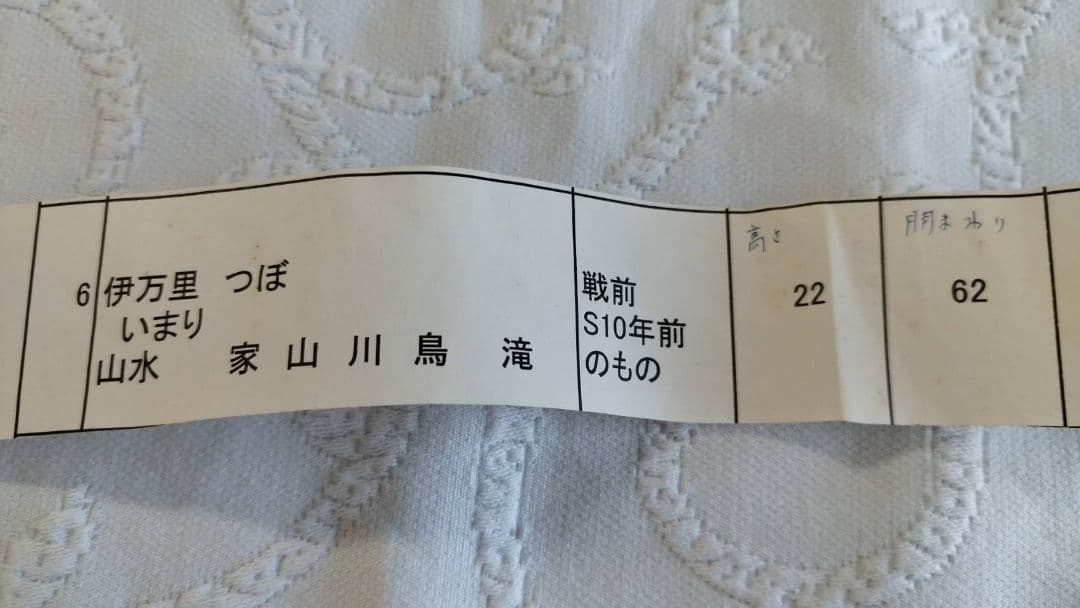 6
伊万里 つぼ
いまり
山水 家 山 川 鳥 滝
戦前
S10年前
のもの
高さ
22
胴まわり
62